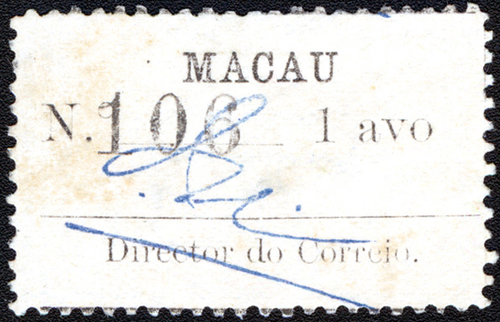 MACAU
N. 106 1 avo
Director do Correio.